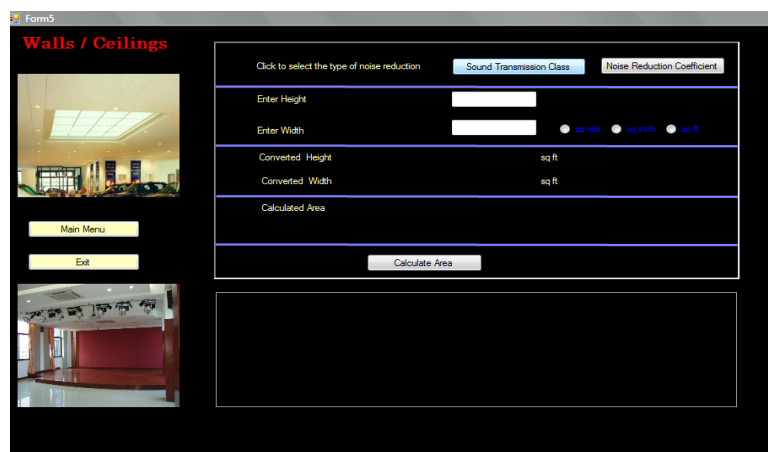 Form5
Walls / Ceilings
Click to select the type of noise reduction Sound Transmission Class Noise Reduction Coefficient
Enter Height
Enter Width sq mts sq inch sq ft
Converted Height sq ft
Converted Width sq ft
Calculated Area
Main Menu
Exit
Calculate Area